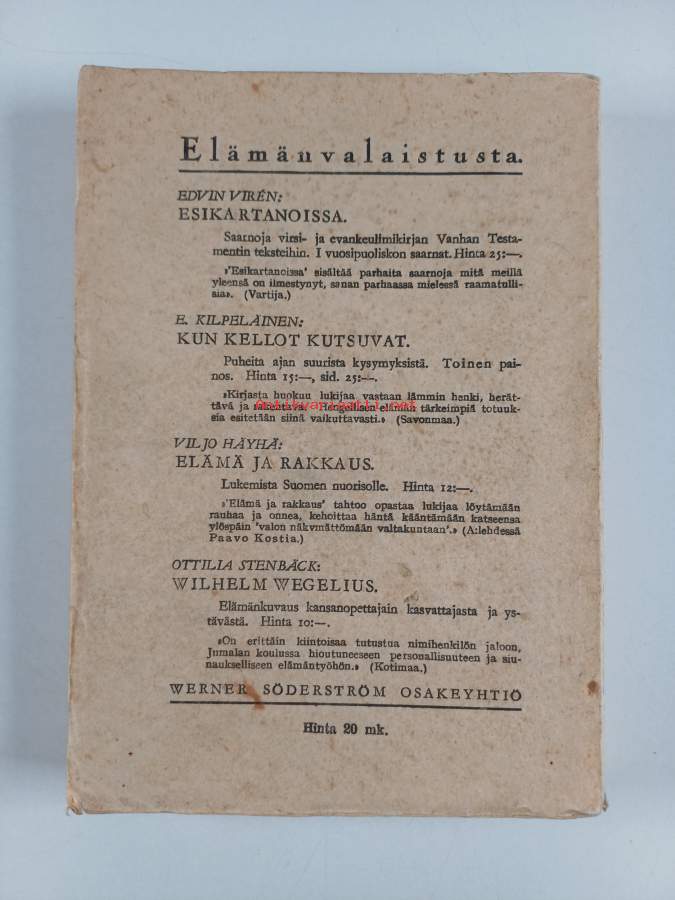 Elämänvalaistusta.
EDVIN VIRÉN:
ESIKARTANOISSA.
Saarnoja virsi- ja evankeulimikirjan Vanhan Testa-
mentin teksteihin. I vuosipuoliskon saarnat. Hinta 25:—.
»'Esikartanoissa' sisältää parhaita saarnoja mitä meillä
yleensä on ilmestynyt, sanan parhaassa mielessä raamatulli-
sia». (Vartija.)
E. KILPELÄINEN:
KUN KELLOT KUTSUVAT.
Puheita ajan suurista kysymyksistä. Toinen pai-
nos. Hinta 15:—, sid. 25:—.
»Kirjasta huokuu lukijaa vastaan lämmin henki, herät-
tävä ja rakentava. Hengellisen elämän tärkeimpiä totuuk-
sia esitetään siinä vaikuttavasti.» (Savonmaa.)
VILJO HÄYHÄ:
ELÄMÄ JA RAKKAUS.
Lukemista Suomen nuorisolle. Hinta 12:—.
»'Elämä ja rakkaus' tahtoo opastaa lukijaa löytämään
rauhaa ja onnea, kehoittaa häntä kääntämään katseensa
ylöspäin 'valon näkymättömään valtakuntaan'.» (A:lehdessä
Paavo Kostia.)
OTTILIA STENBÄCK:
WILHELM WEGELIUS.
Elämänkuvaus kansanopettajain kasvattajasta ja ys-
tävästä. Hinta 10:—.
»On erittäin kiintoisaa tutustua nimihenkilön jaloon,
Jumalan koulussa hioutuneeseen personallisuuteen ja siu-
naukselliseen elämäntyöhön.» (Kotimaa.)
WERNER SÖDERSTRÖM OSAKEYHTIÖ
Hinta 20 mk.